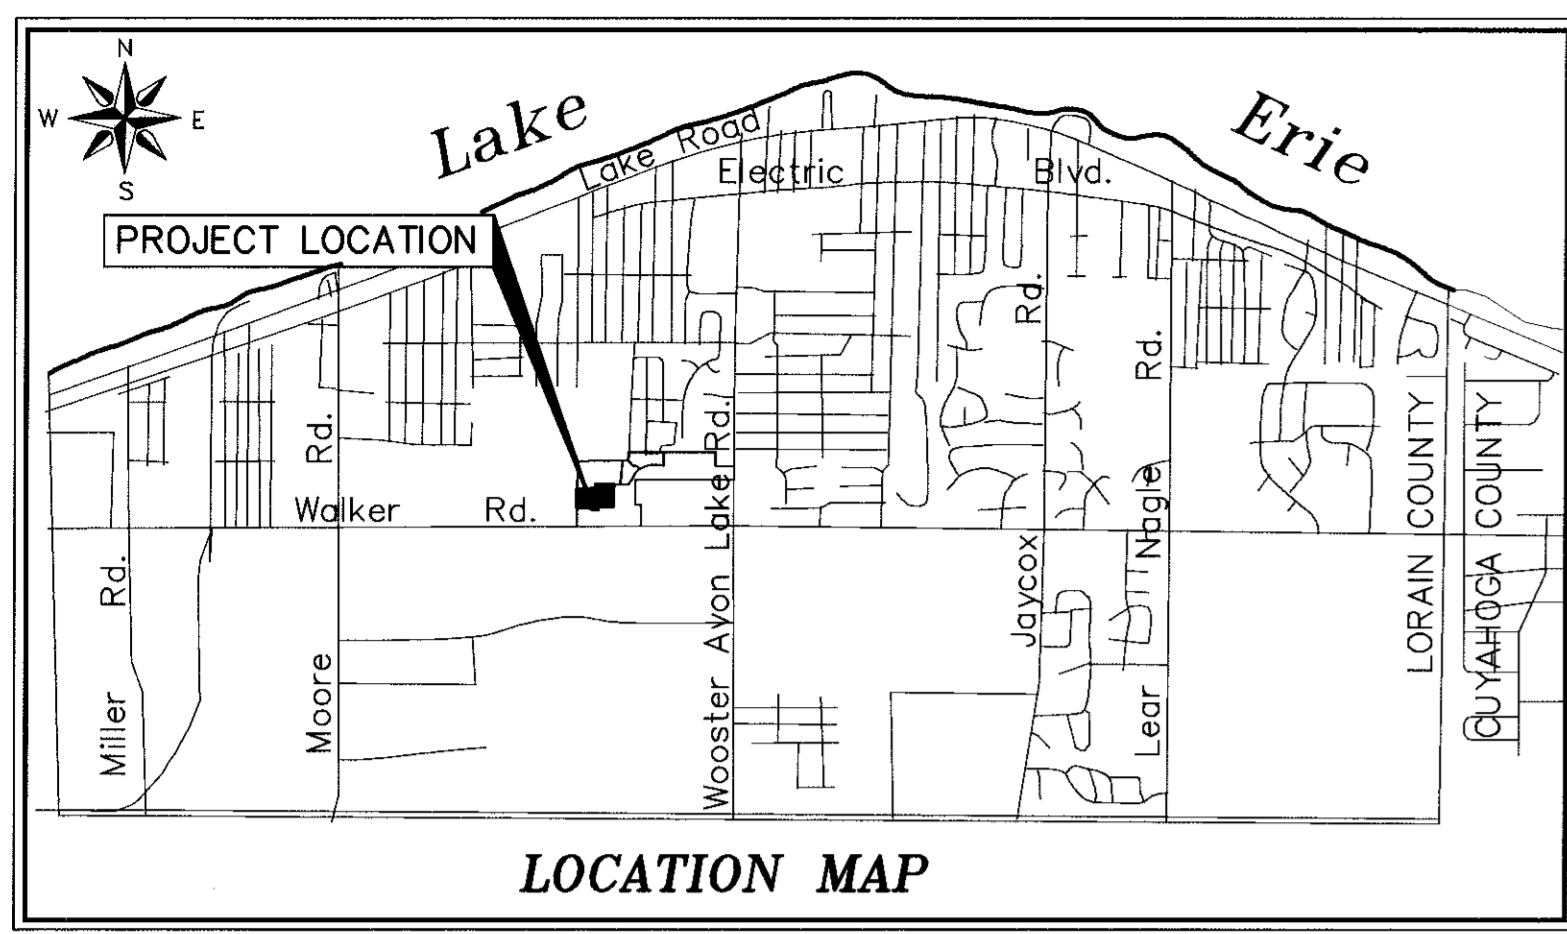 N
W E
S
Lake Erie
Lake Road
Electric Blvd.
PROJECT LOCATION
Walker Rd.
Miller Rd.
Moore Rd.
Wooster Avon Lake Rd.
Jaycox Rd.
Lear Nagle Rd.
LORAIN COUNTY
CUYAHOGA COUNTY
LOCATION MAP